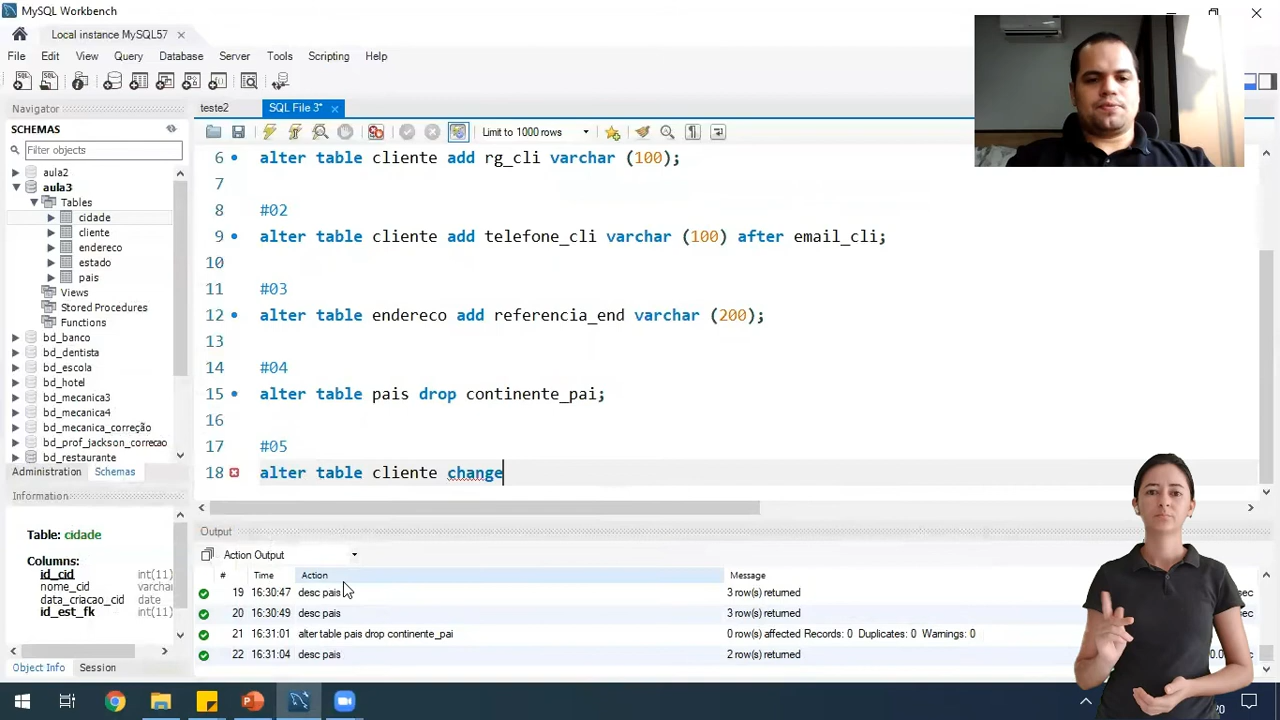 MySQL Workbench
Local instance MySQL57
File Edit View Query Database Server Tools Scripting Help
Navigator
SCHEMAS
Filter objects
aula2
aula3
Tables
cidade
cliente
endereco
estado
pais
Views
Stored Procedures
Functions
bd_banco
bd_dentista
bd_escola
bd_hotel
bd_mecanica3
bd_mecanica4
bd_mecanica_correção
bd_prof_jackson_correcao
bd_restaurante
Administration Schemas
Information
Table: cidade
Columns:
id_cid int(11)
nome_cid varchar
data_criacao_cid date
id_est_fk int(11)
Object Info Session
teste2 SQL File 3*
Limit to 1000 rows
6 alter table cliente add rg_cli varchar (100);
7
8 #02
9 alter table cliente add telefone_cli varchar (100) after email_cli;
10
11 #03
12 alter table endereco add referencia_end varchar (200);
13
14 #04
15 alter table pais drop continente_pai;
16
17 #05
18 alter table cliente change
Output
Action Output
# Time Action Message
19 16:30:47 desc pais 3 row(s) returned
20 16:30:49 desc pais 3 row(s) returned
21 16:31:01 alter table pais drop continente_pai 0 row(s) affected Records: 0 Duplicates: 0 Warnings: 0
22 16:31:04 desc pais 2 row(s) returned